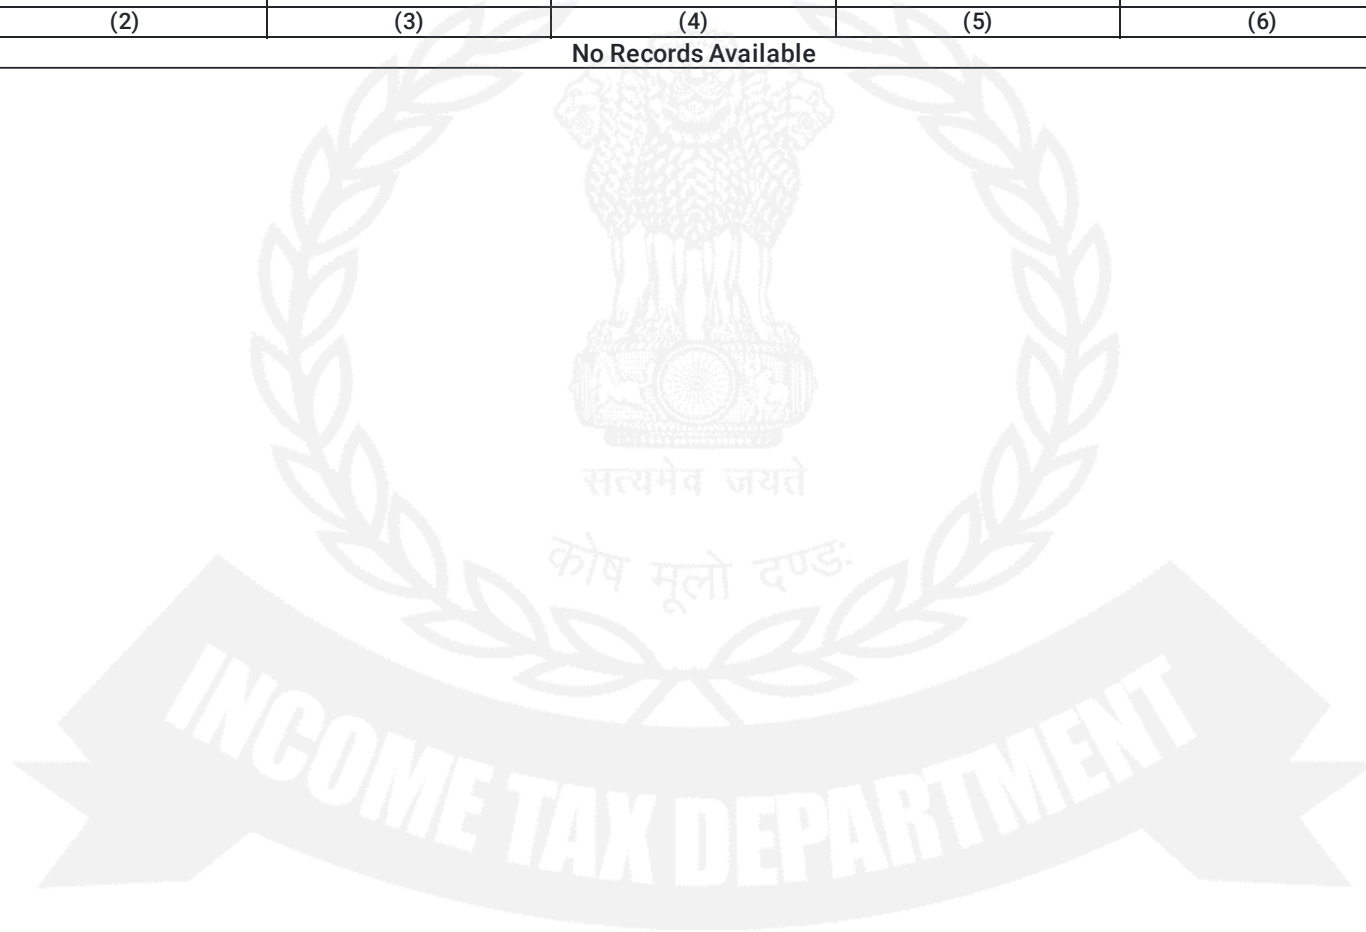 (2) (3) (4) (5) (6)
No Records Available
सत्यमेव जयते
कोष मूलो दण्डः
INCOME TAX DEPARTMENT